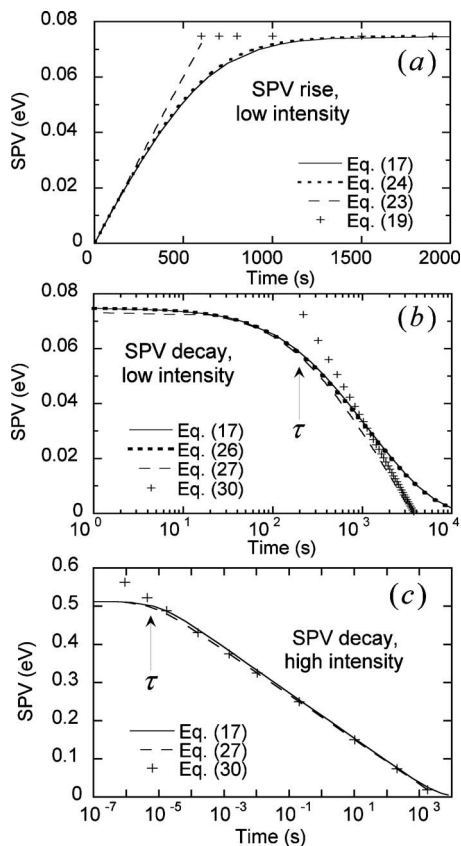 SPV (eV)
0.08
0.06
0.04
0.02
0
(a)
SPV rise,
low intensity
Eq. (17)
Eq. (24)
Eq. (23)
Eq. (19)
0 500 1000 1500 2000
Time (s)
SPV (eV)
0.08
0.06
0.04
0.02
0
(b)
SPV decay,
low intensity
τ
Eq. (17)
Eq. (26)
Eq. (27)
Eq. (30)
10^0 10^1 10^2 10^3 10^4
Time (s)
SPV (eV)
0.6
0.5
0.4
0.3
0.2
0.1
0
(c)
SPV decay,
high intensity
τ
Eq. (17)
Eq. (27)
Eq. (30)
10^-7 10^-5 10^-3 10^-1 10^1 10^3
Time (s)